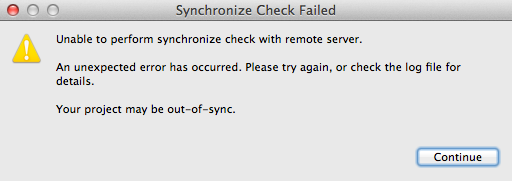 Synchronize Check Failed
Unable to perform synchronize check with remote server.
An unexpected error has occurred. Please try again, or check the log file for
details.
Your project may be out-of-sync.
Continue